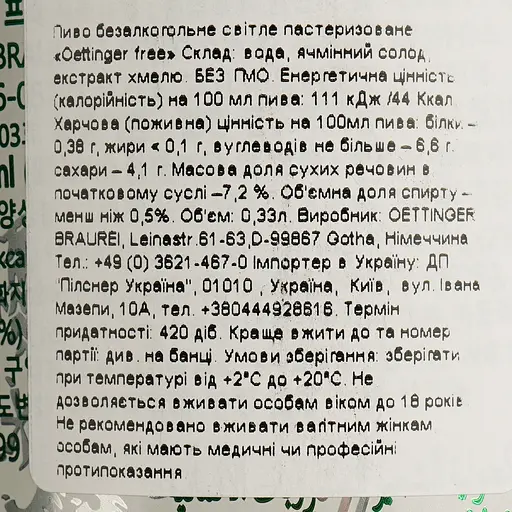 Пиво безалкогольне світле пастеризоване
«Oettinger free» Склад: вода, ячмінний солод,
екстракт хмелю. БЕЗ ГМО. Енергетична цінність
(калорійність) на 100 мл пива: 111 кДж /44 Ккал
Харчова (поживна) цінність на 100мл пива: білки –
0,38 г, жири < 0,1 г, вуглеводів не більше – 6,6 г.
сахари – 4,1 г. Масова доля сухих речовин в
початковому суслі –7,2 %. Об'ємна доля спирту –
менш ніж 0,5%. Об'єм: 0,33л. Виробник: OETTINGER
BRAUREI, Leinastr.61-63,D-99867 Gotha, Німеччина
Тел.: +49 (0) 3621-467-0 Імпортер в Україну: ДП
"Пілснер Україна", 01010 , Україна, Київ, вул. Івана
Мазепи, 10А, тел. +380444928616. Термін
придатності: 420 діб. Краще вжити до та номер
партії: див. на банці. Умови зберігання: зберігати
при температурі від +2°C до +20°C. Не
дозволяється вживати особам віком до 18 років
Не рекомендовано вживати вагітним жінкам
особам, які мають медичні чи професійні
протипоказання